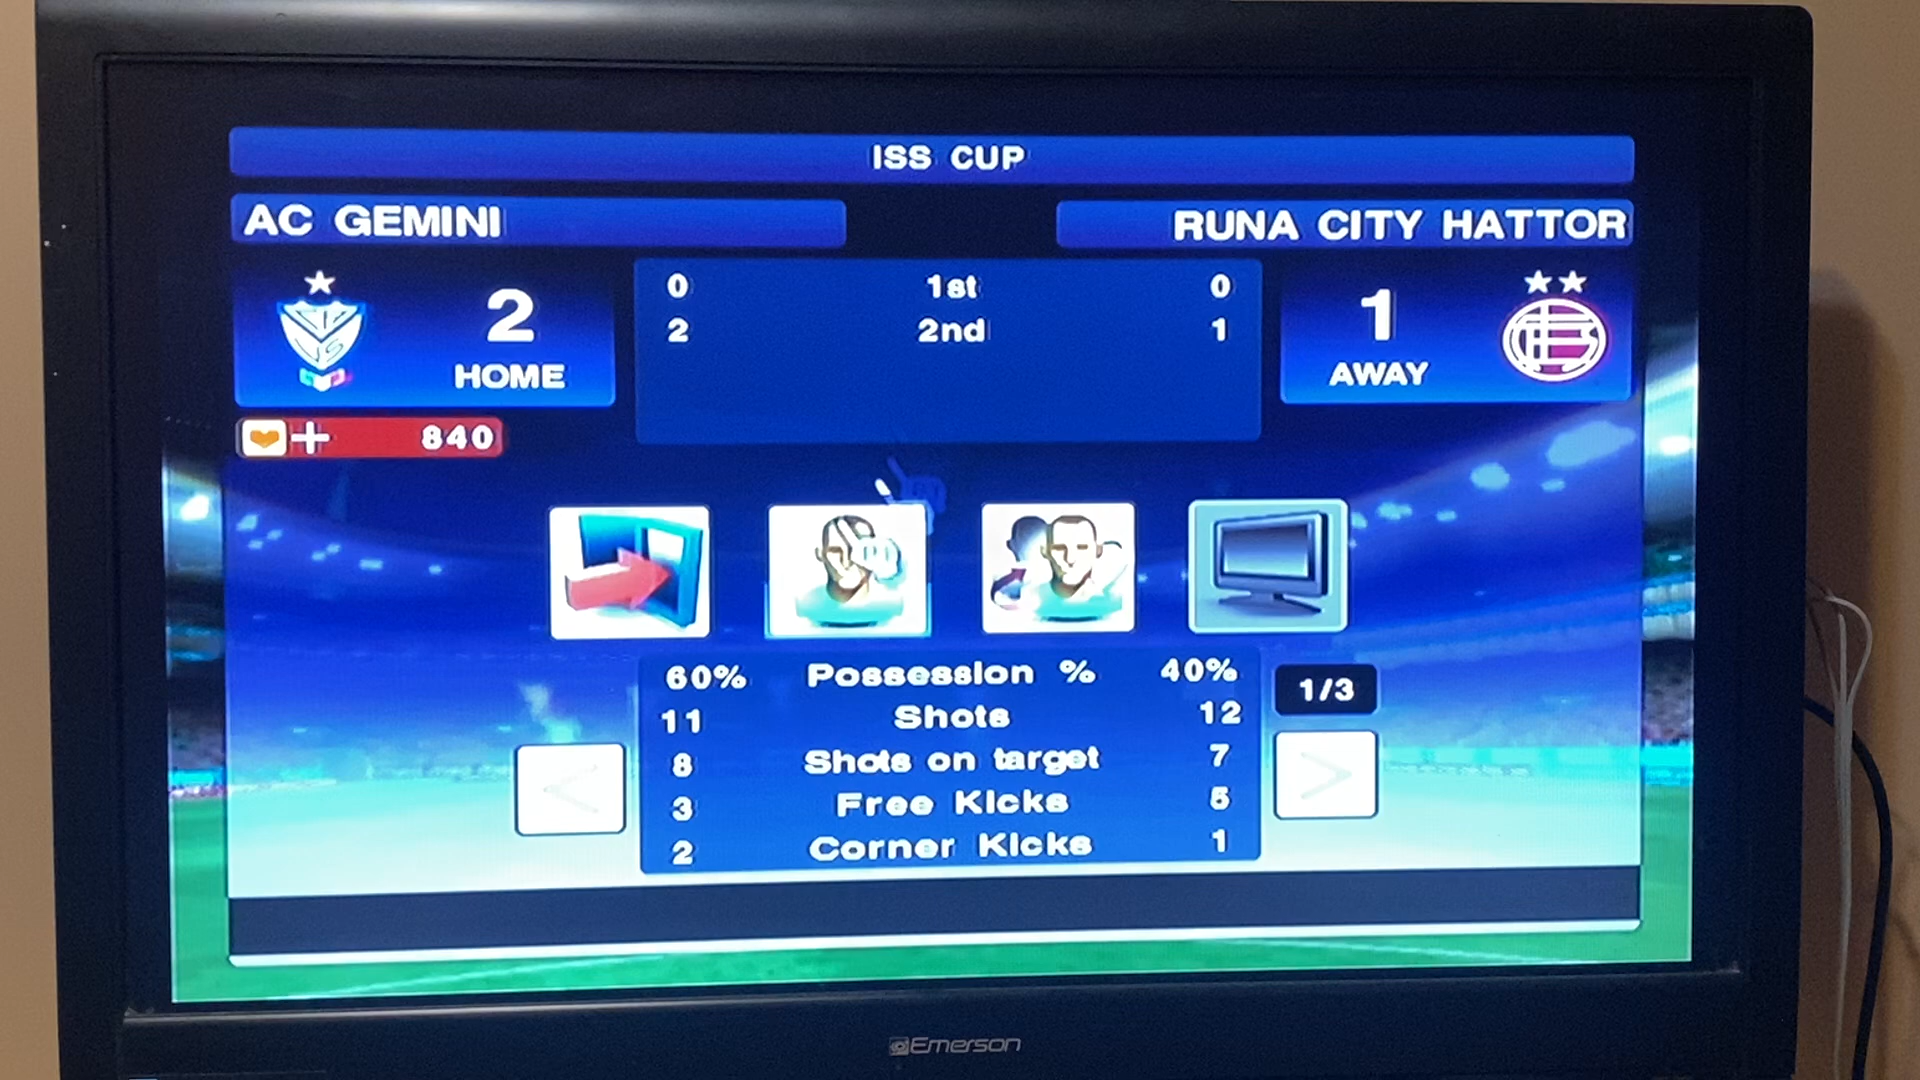 ISS CUP
AC GEMINI
RUNA CITY HATTOR
2
HOME
0 1st 0
2 2nd 1
1
AWAY
840
60% Possession % 40%
11 Shots 12
8 Shots on target 7
3 Free Kicks 5
2 Corner Kicks 1
1/3
<
>
Emerson